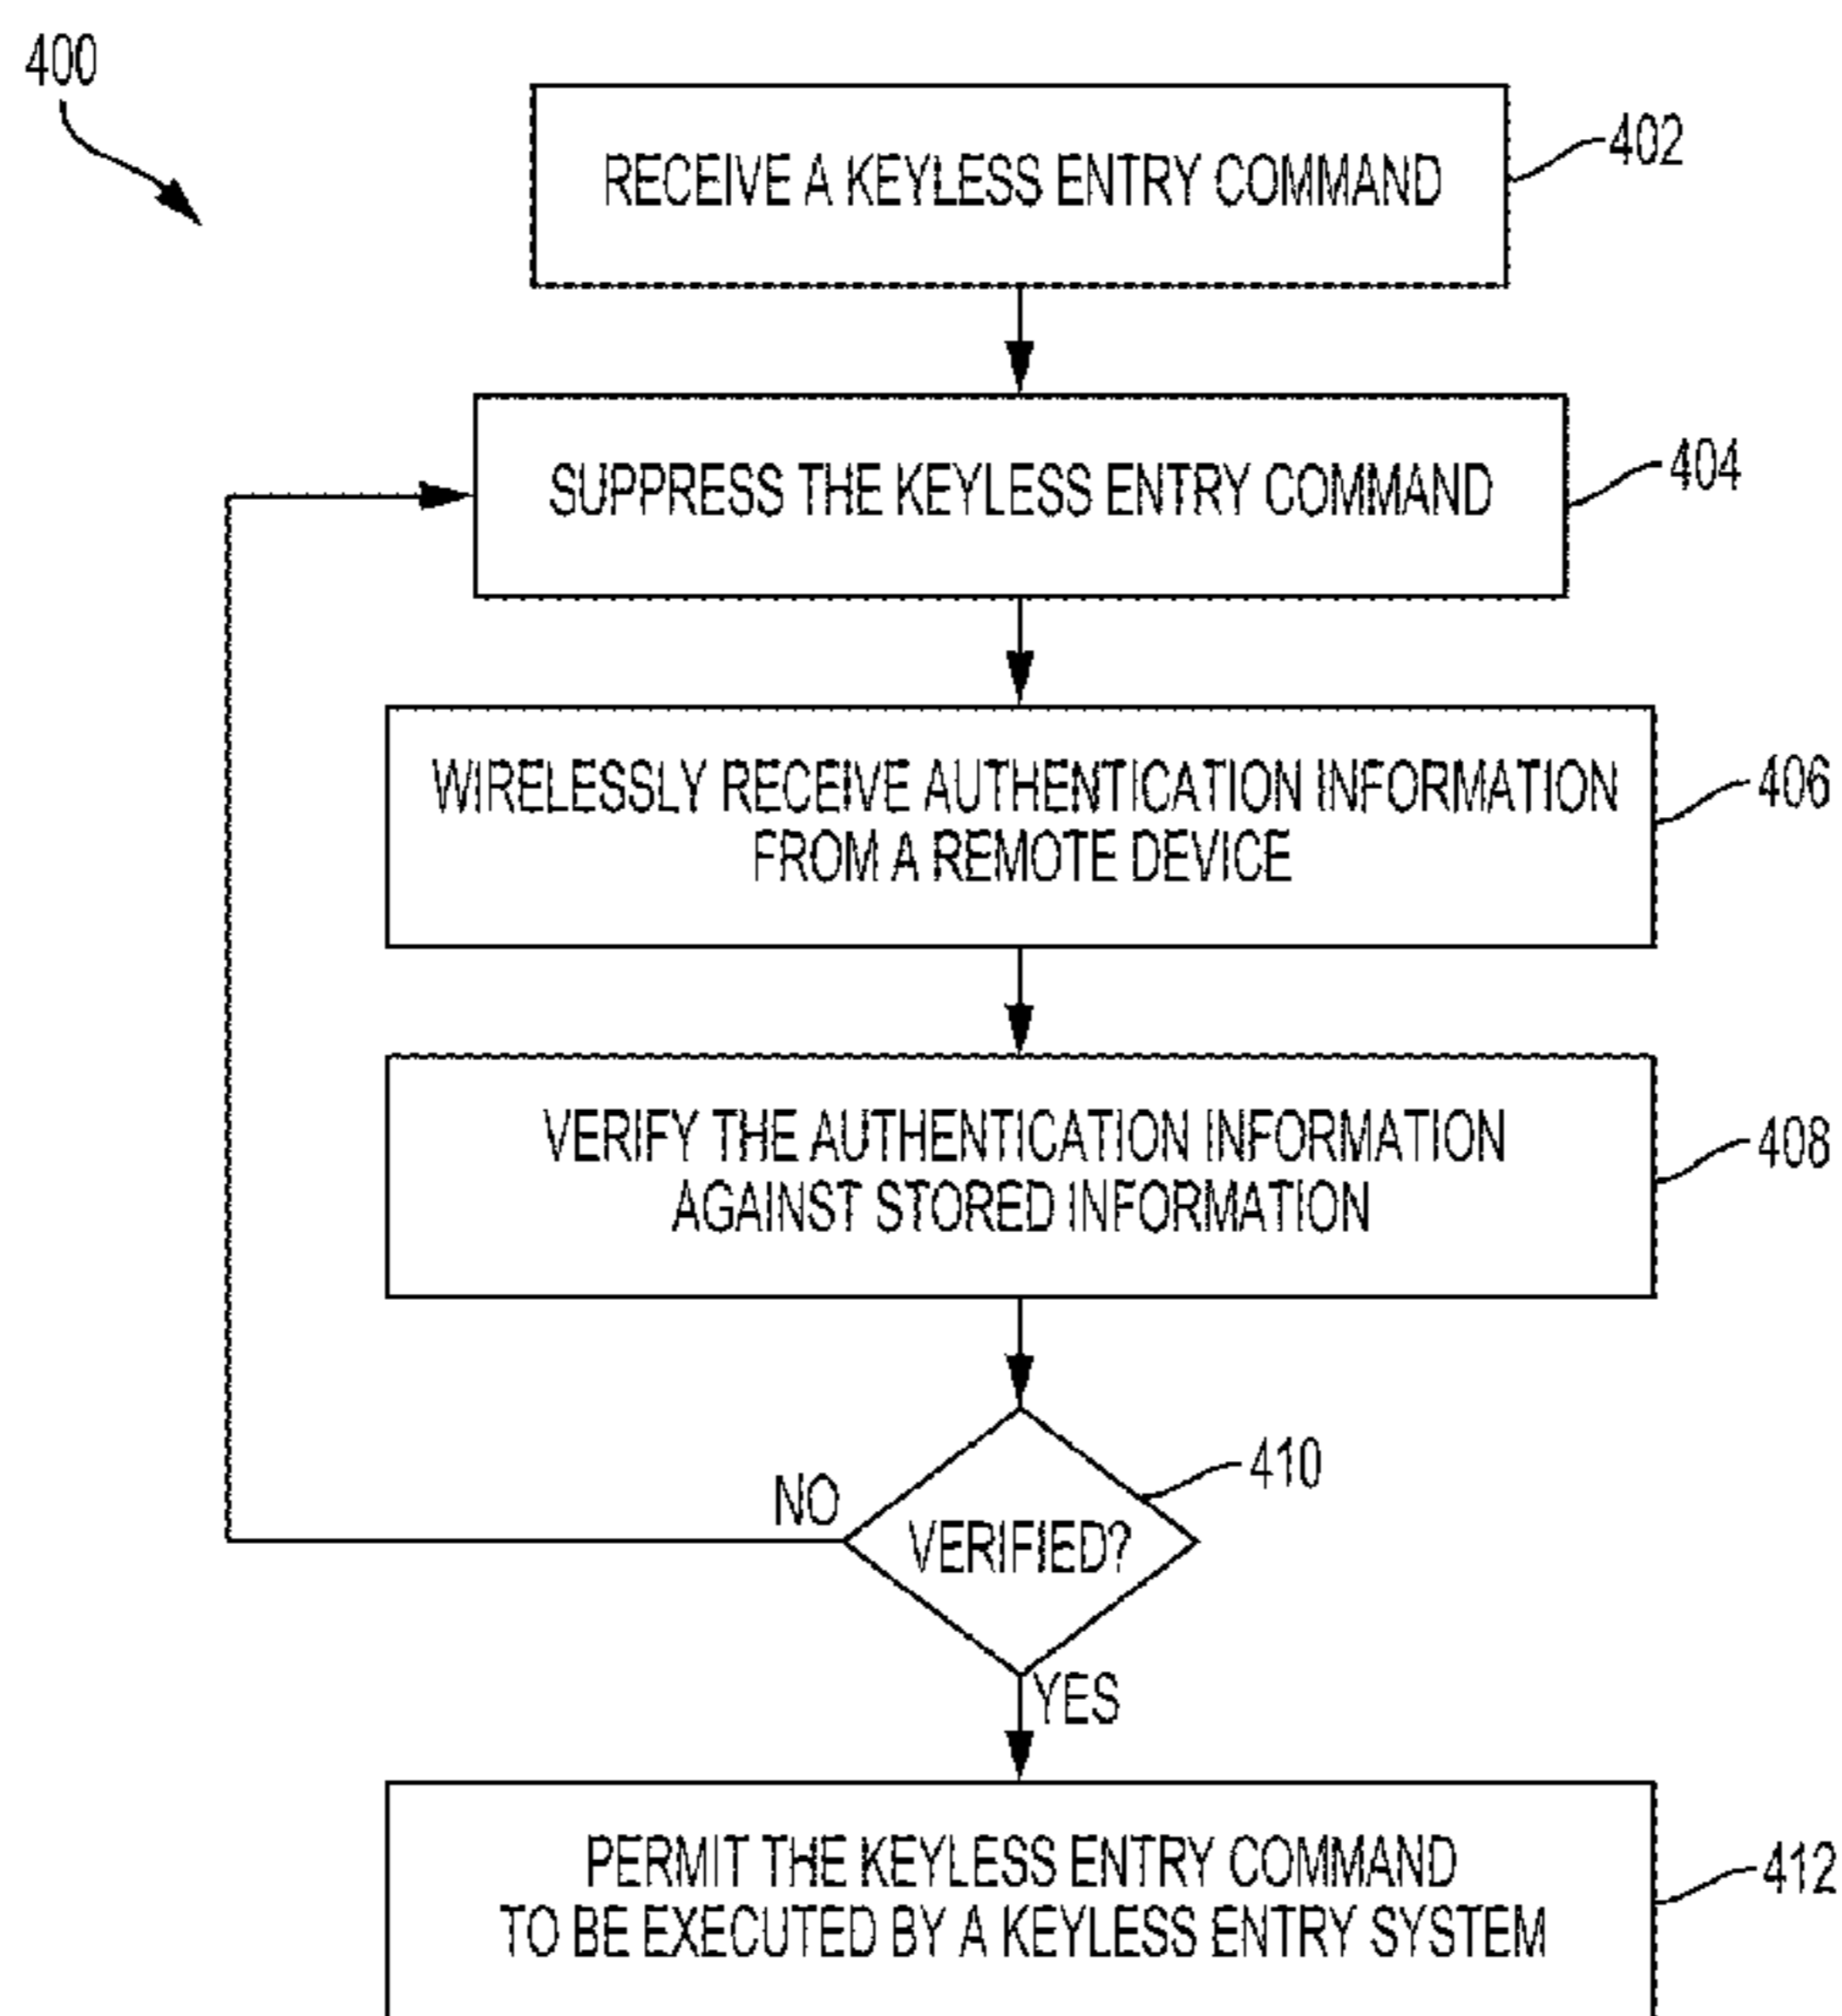 400
RECEIVE A KEYLESS ENTRY COMMAND
402
SUPPRESS THE KEYLESS ENTRY COMMAND
404
WIRELESSLY RECEIVE AUTHENTICATION INFORMATION
FROM A REMOTE DEVICE
406
VERIFY THE AUTHENTICATION INFORMATION
AGAINST STORED INFORMATION
408
410
NO
VERIFIED?
YES
PERMIT THE KEYLESS ENTRY COMMAND
TO BE EXECUTED BY A KEYLESS ENTRY SYSTEM
412